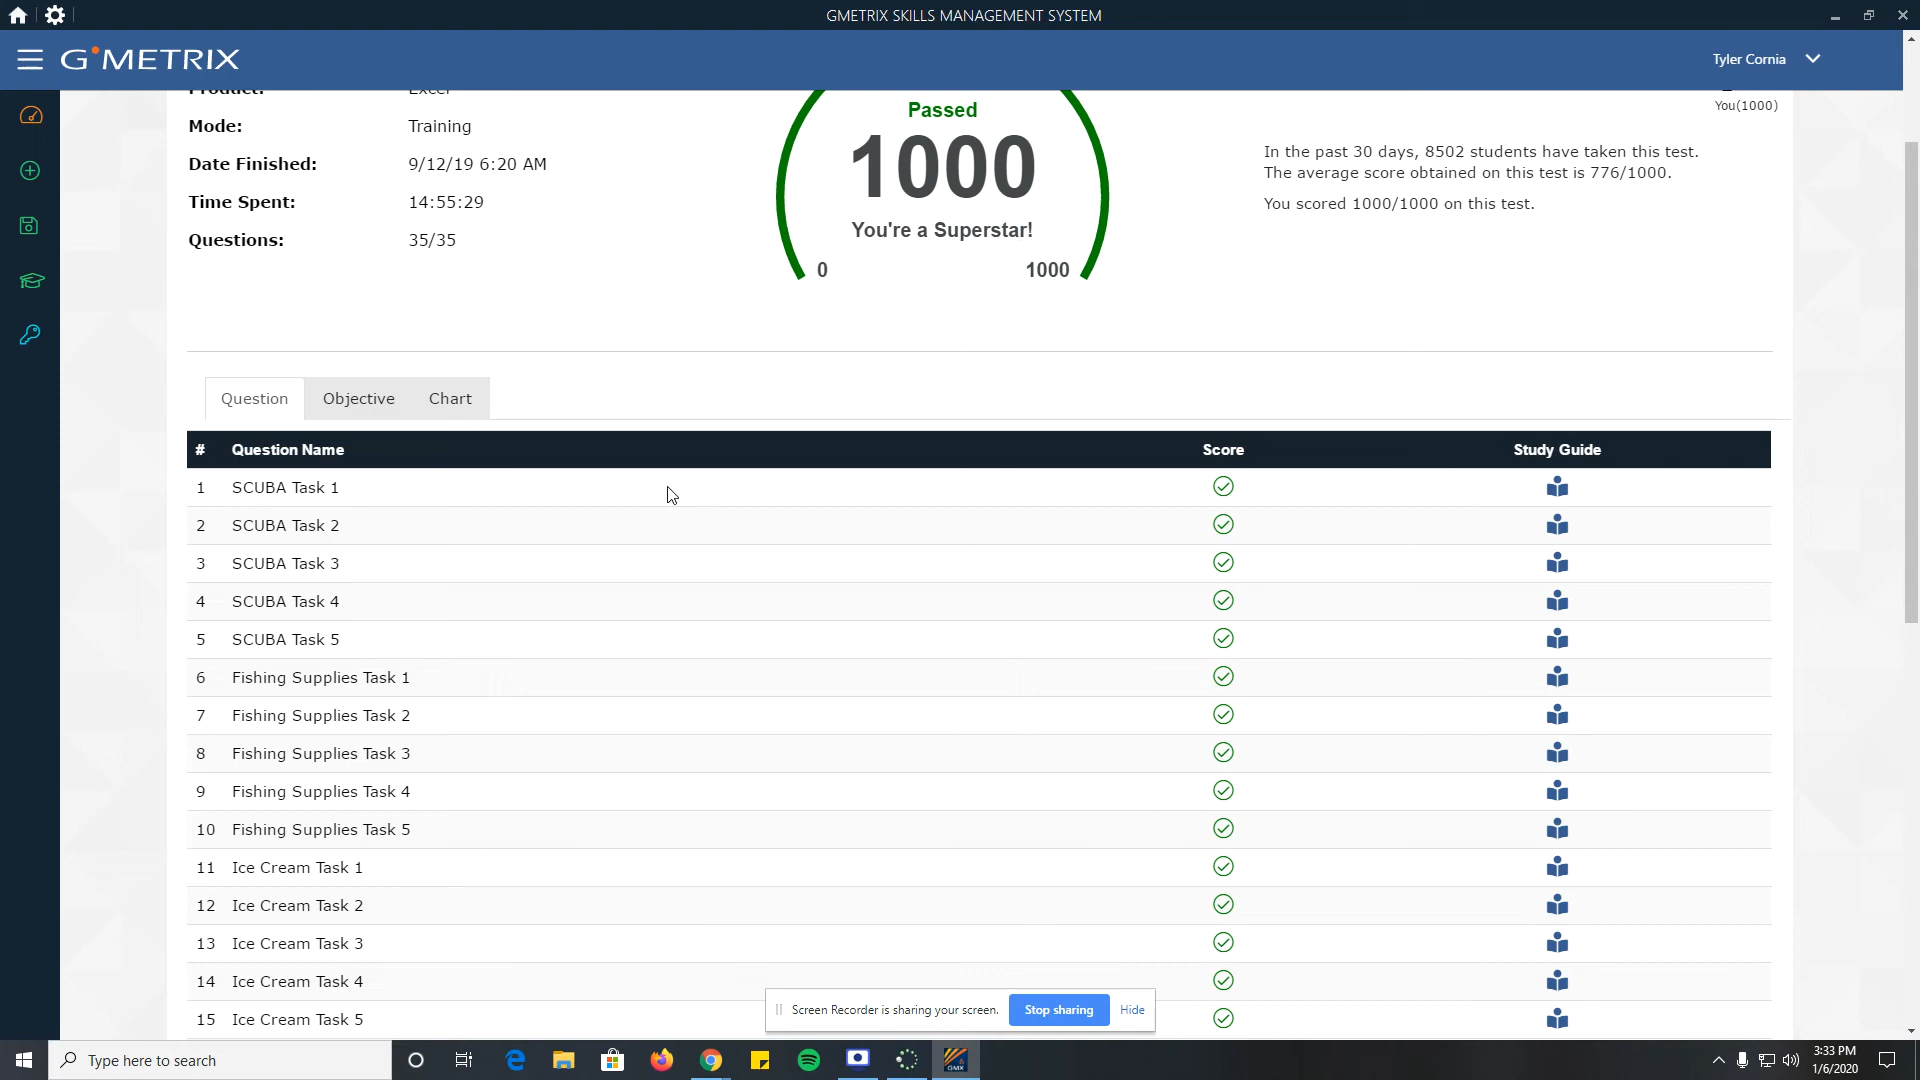 GMETRIX SKILLS MANAGEMENT SYSTEM
GMETRIX
Tyler Cornia
Product: Excel
Mode: Training
Date Finished: 9/12/19 6:20 AM
Time Spent: 14:55:29
Questions: 35/35
Passed
1000
You're a Superstar!
0 1000
You(1000)
In the past 30 days, 8502 students have taken this test.
The average score obtained on this test is 776/1000.
You scored 1000/1000 on this test.
Question Objective Chart
# Question Name Score Study Guide
1 SCUBA Task 1
2 SCUBA Task 2
3 SCUBA Task 3
4 SCUBA Task 4
5 SCUBA Task 5
6 Fishing Supplies Task 1
7 Fishing Supplies Task 2
8 Fishing Supplies Task 3
9 Fishing Supplies Task 4
10 Fishing Supplies Task 5
11 Ice Cream Task 1
12 Ice Cream Task 2
13 Ice Cream Task 3
14 Ice Cream Task 4
15 Ice Cream Task 5
Screen Recorder is sharing your screen. Stop sharing Hide
Type here to search
GMX
3:33 PM
1/6/2020